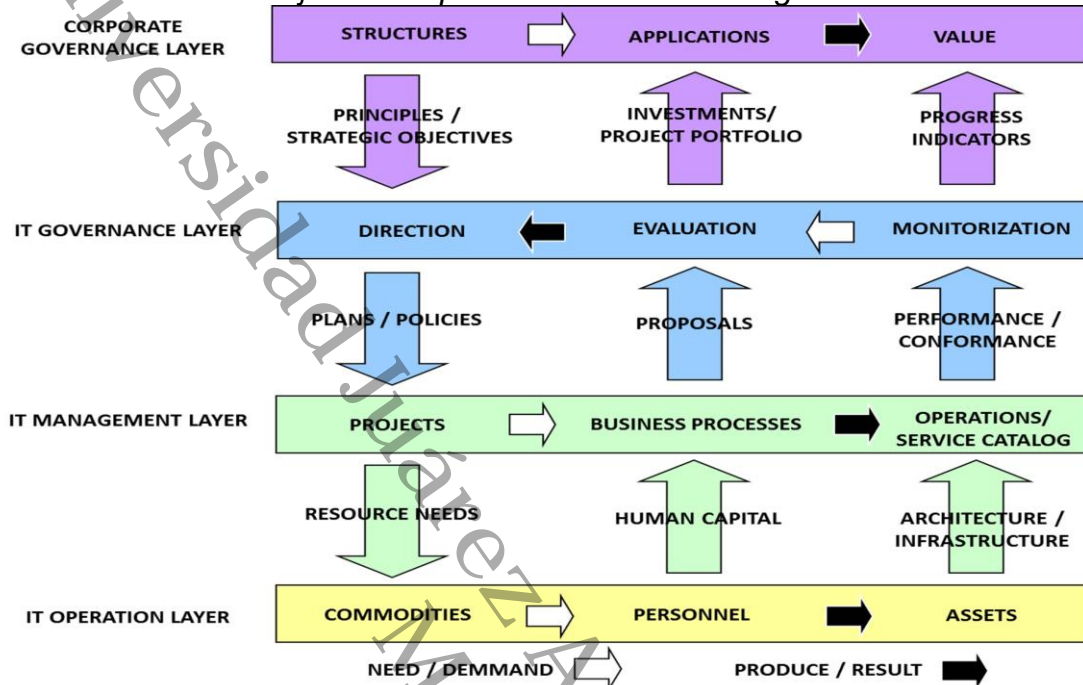 CORPORATE
GOVERNANCE LAYER
STRUCTURES
APPLICATIONS
VALUE
PRINCIPLES /
STRATEGIC OBJECTIVES
INVESTMENTS/
PROJECT PORTFOLIO
PROGRESS
INDICATORS
IT GOVERNANCE LAYER
DIRECTION
EVALUATION
MONITORIZATION
PLANS / POLICIES
PROPOSALS
PERFORMANCE /
CONFORMANCE
IT MANAGEMENT LAYER
PROJECTS
BUSINESS PROCESSES
OPERATIONS/
SERVICE CATALOG
RESOURCE NEEDS
HUMAN CAPITAL
ARCHITECTURE /
INFRASTRUCTURE
IT OPERATION LAYER
COMMODITIES
PERSONNEL
ASSETS
NEED / DEMMAND
PRODUCE / RESULT
versidad Juárez A